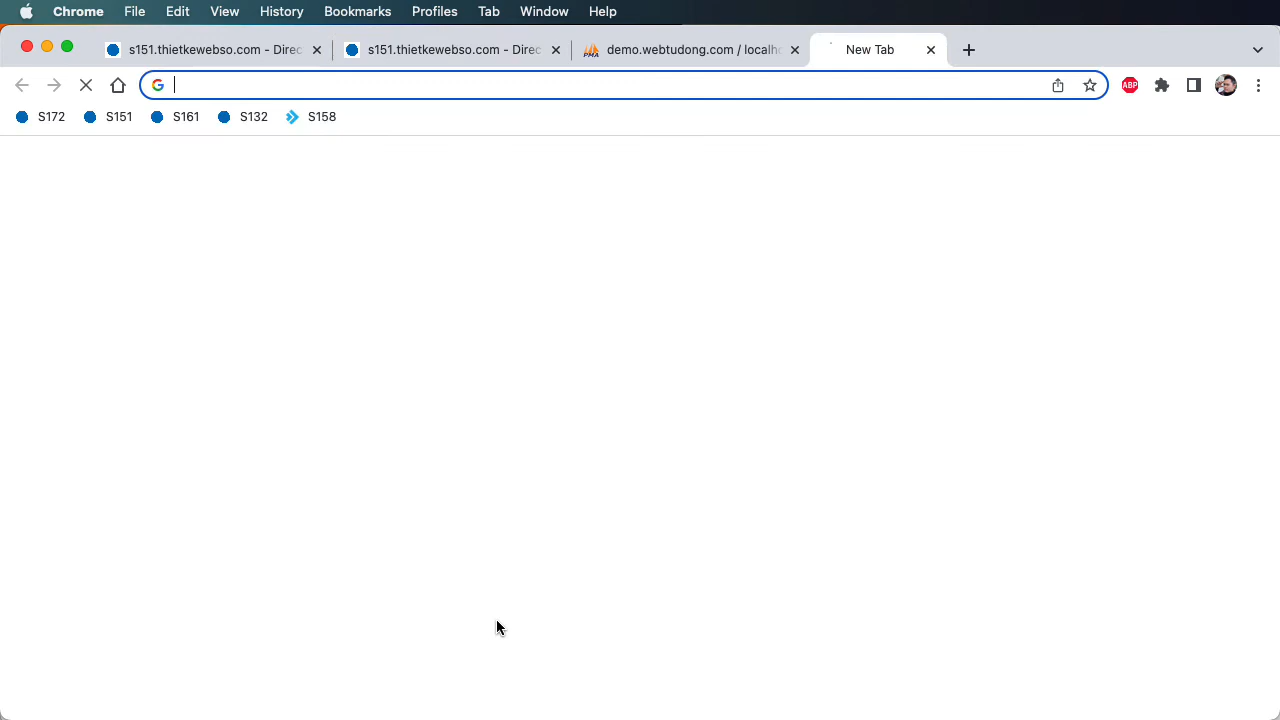 Chrome File Edit View History Bookmarks Profiles Tab Window Help
s151.thietkewebso.com - Direc s151.thietkewebso.com - Direc demo.webtudong.com / localh New Tab
ABP
S172 S151 S161 S132 S158